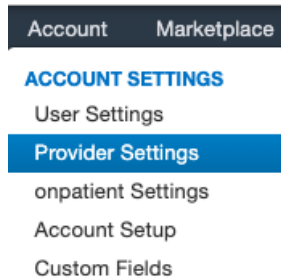 Account Marketplace
ACCOUNT SETTINGS
User Settings
Provider Settings
onpatient Settings
Account Setup
Custom Fields